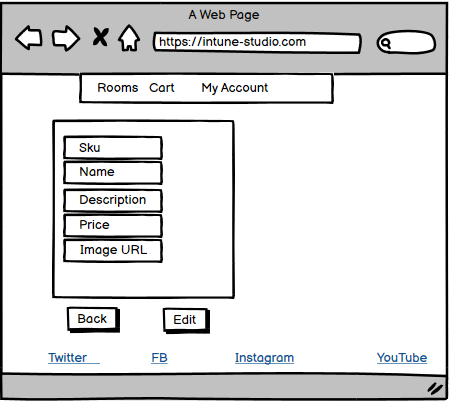 A Web Page
https://intune-studio.com
Rooms Cart My Account
Sku
Name
Description
Price
Image URL
Back Edit
Twitter FB Instagram YouTube